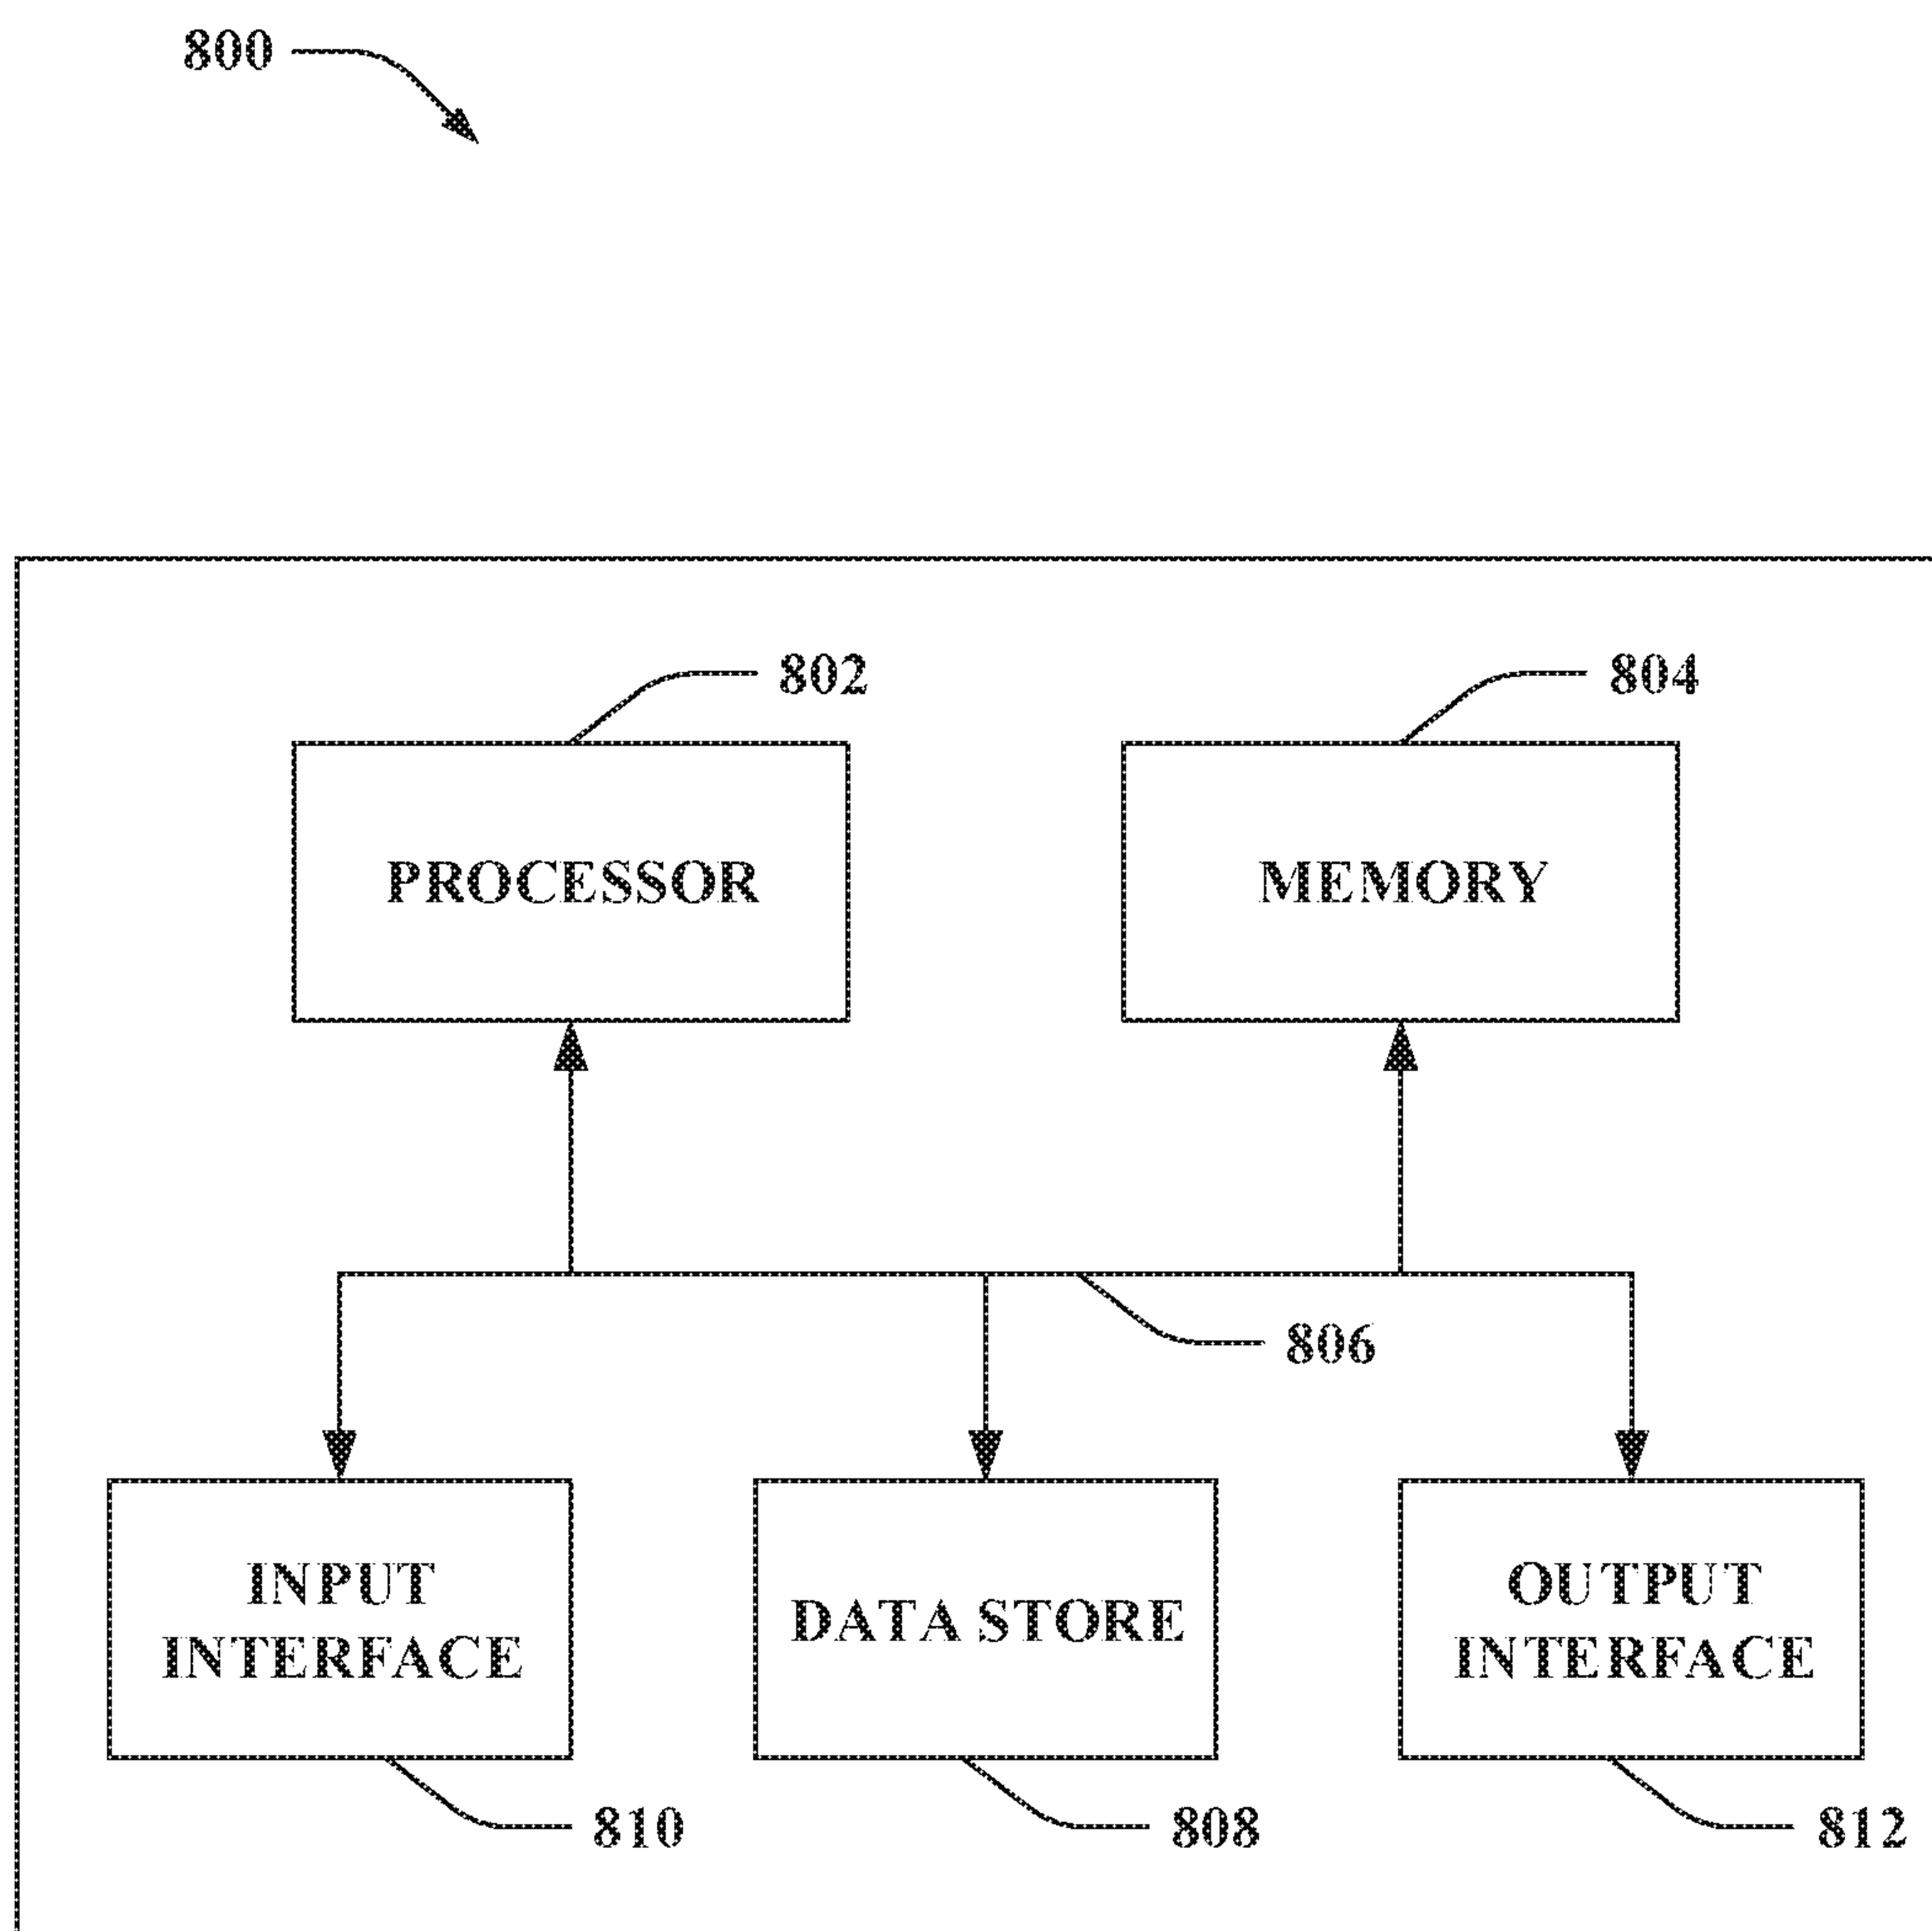 800
802
804
PROCESSOR
MEMORY
806
INPUT
INTERFACE
DATA STORE
OUTPUT
INTERFACE
810
808
812